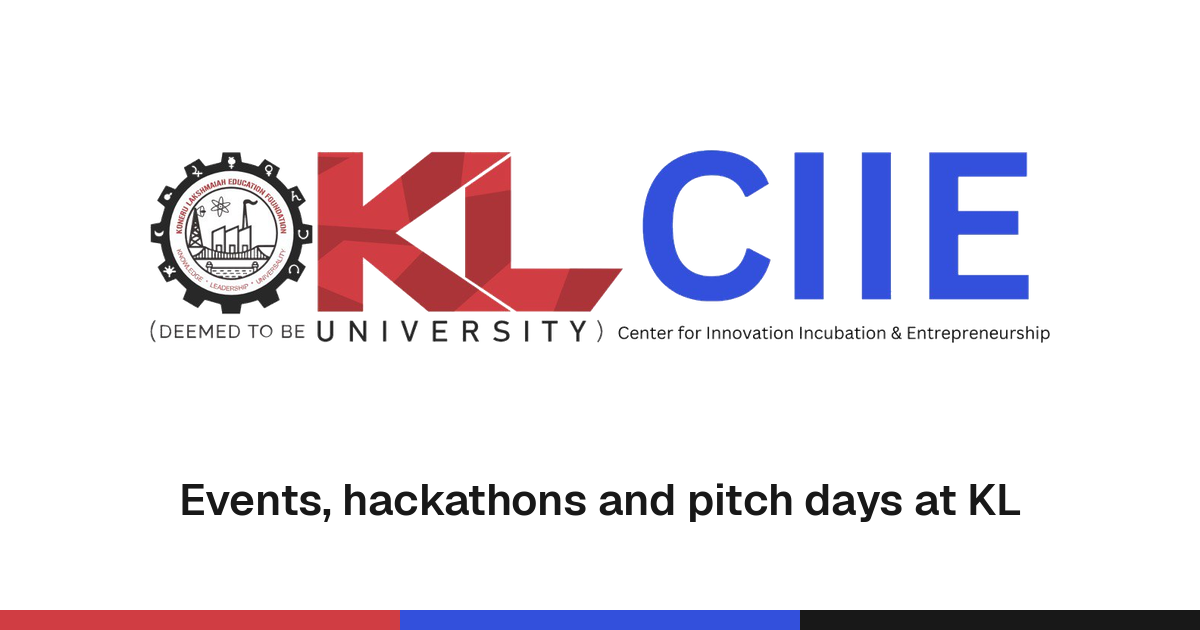 KONERU LAKSHMAIAH EDUCATION FOUNDATION
KNOWLEDGE • LEADERSHIP • UNIVERSALITY
KL
(DEEMED TO BE UNIVERSITY)
CIIE
Center for Innovation Incubation & Entrepreneurship
Events, hackathons and pitch days at KL